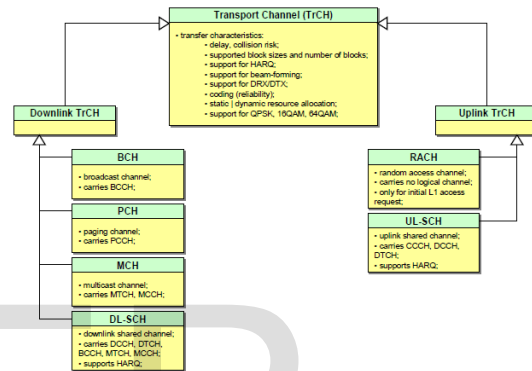 Transport Channel (TrCH)
• transfer characteristics:
• delay, collision risk;
• supported block sizes and number of blocks;
• support for HARQ;
• support for beam-forming;
• support for DRX/DTX;
• coding (reliability);
• static | dynamic resource allocation;
• support for QPSK, 16QAM, 64QAM;
Downlink TrCH
Uplink TrCH
BCH
• broadcast channel;
• carries BCCH;
PCH
• paging channel;
• carries PCCH;
MCH
• multicast channel;
• carries MTCH, MCCH;
DL-SCH
• downlink shared channel;
• carries DCCH, DTCH,
BCCH, MTCH, MCCH;
• supports HARQ;
RACH
• random access channel;
• carries no logical channel;
• only for initial L1 access
request;
UL-SCH
• uplink shared channel;
• carries CCCH, DCCH,
DTCH;
• supports HARQ;